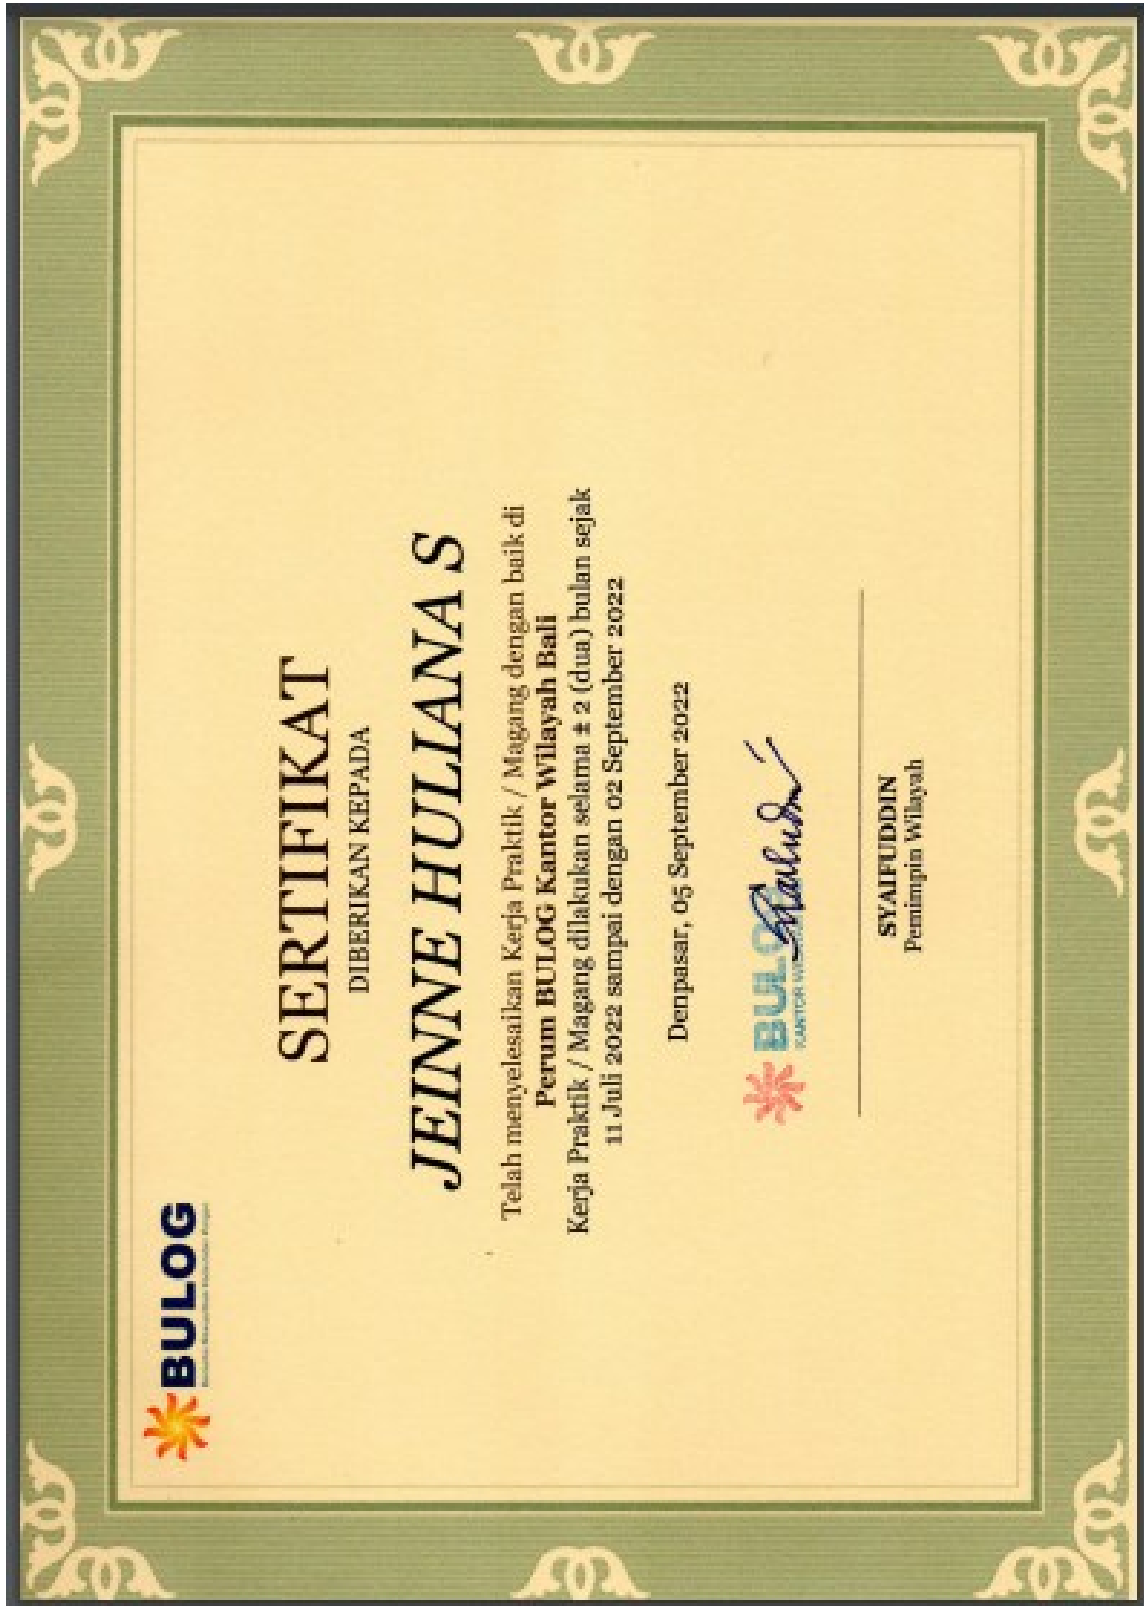 BULOG
SERTIFIKAT
DIBERIKAN KEPADA
JEINNE HULIANA S
Telah menyelesaikan Kerja Praktik / Magang dengan baik di
Perum BULOG Kantor Wilayah Bali
Kerja Praktik / Magang dilakukan selama ± 2 (dua) bulan sejak
11 Juli 2022 sampai dengan 02 September 2022
Denpasar, 05 September 2022
BULOG
KANTOR
SYAIFUDDIN
Pemimpin Wilayah